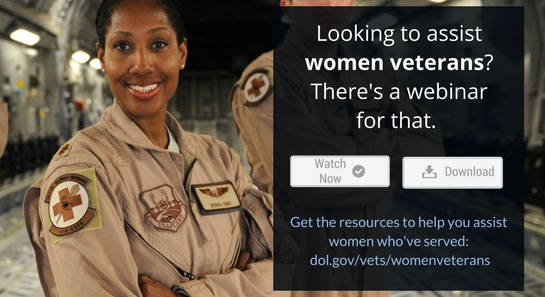 Looking to assist
women veterans?
There's a webinar
for that.
Watch
Now
Download
Get the resources to help you assist
women who've served:
dol.gov/vets/womenveterans